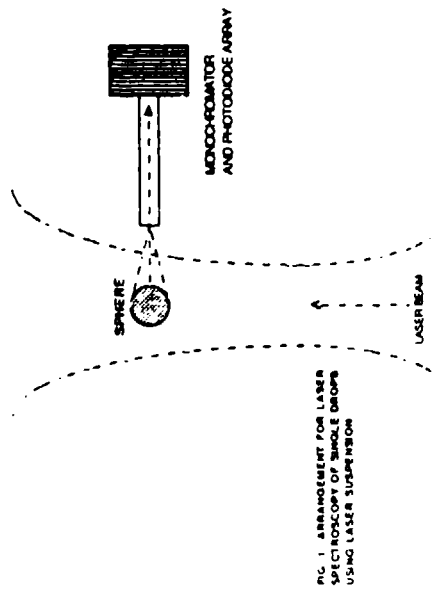 SPHERE
MONOCHROMATOR
AND PHOTODIODE ARRAY
LASER BEAM
FIG. 1 ARRANGEMENT FOR LASER
SPECTROSCOPY OF SINGLE DROPS
USING LASER SUSPENSION